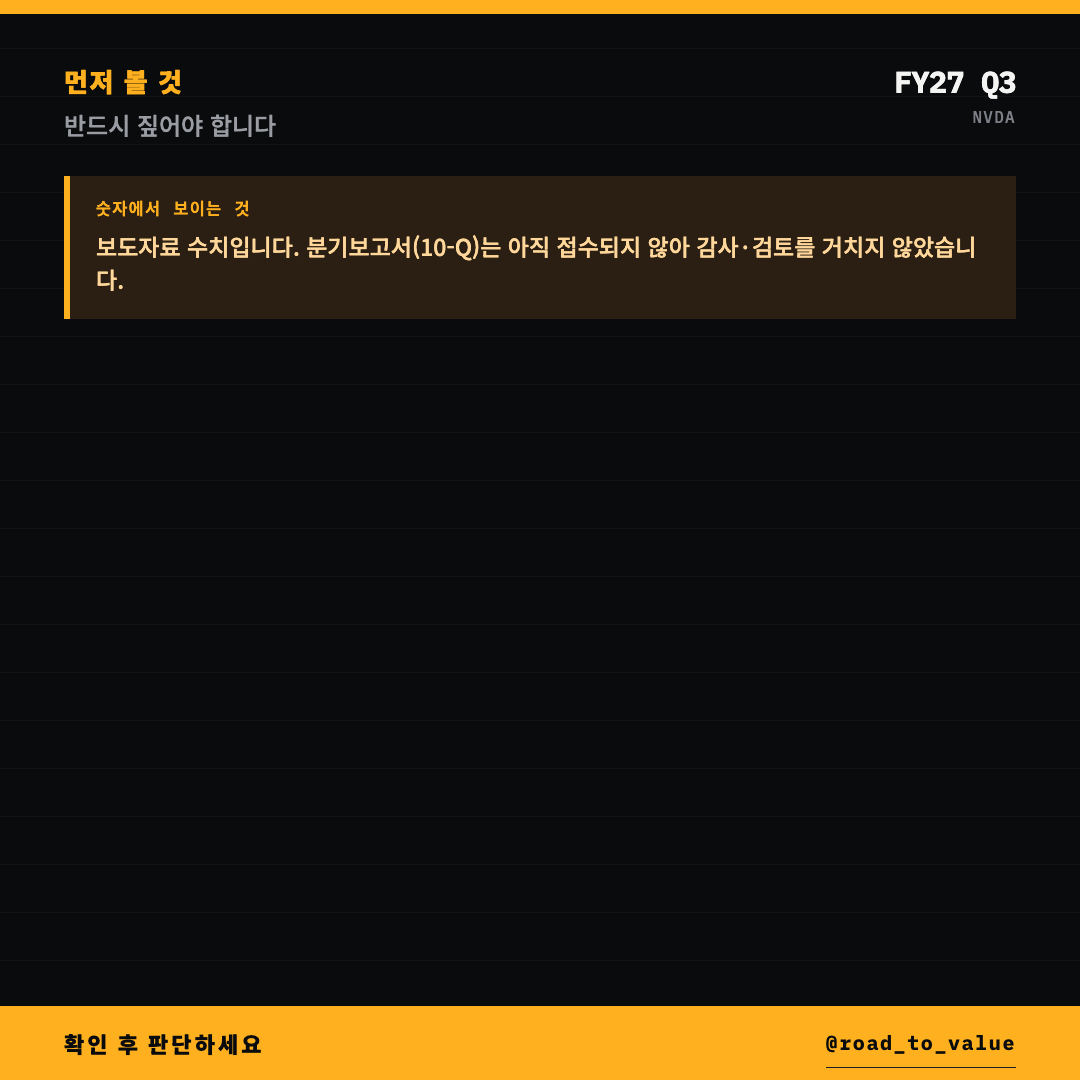 먼저 볼 것
FY27 Q3
반드시 짚어야 합니다
NVDA
숫자에서 보이는 것
보도자료 수치입니다. 분기보고서(10-Q)는 아직 접수되지 않아 감사·검토를 거치지 않았습니
다.
확인 후 판단하세요
@road_to_value